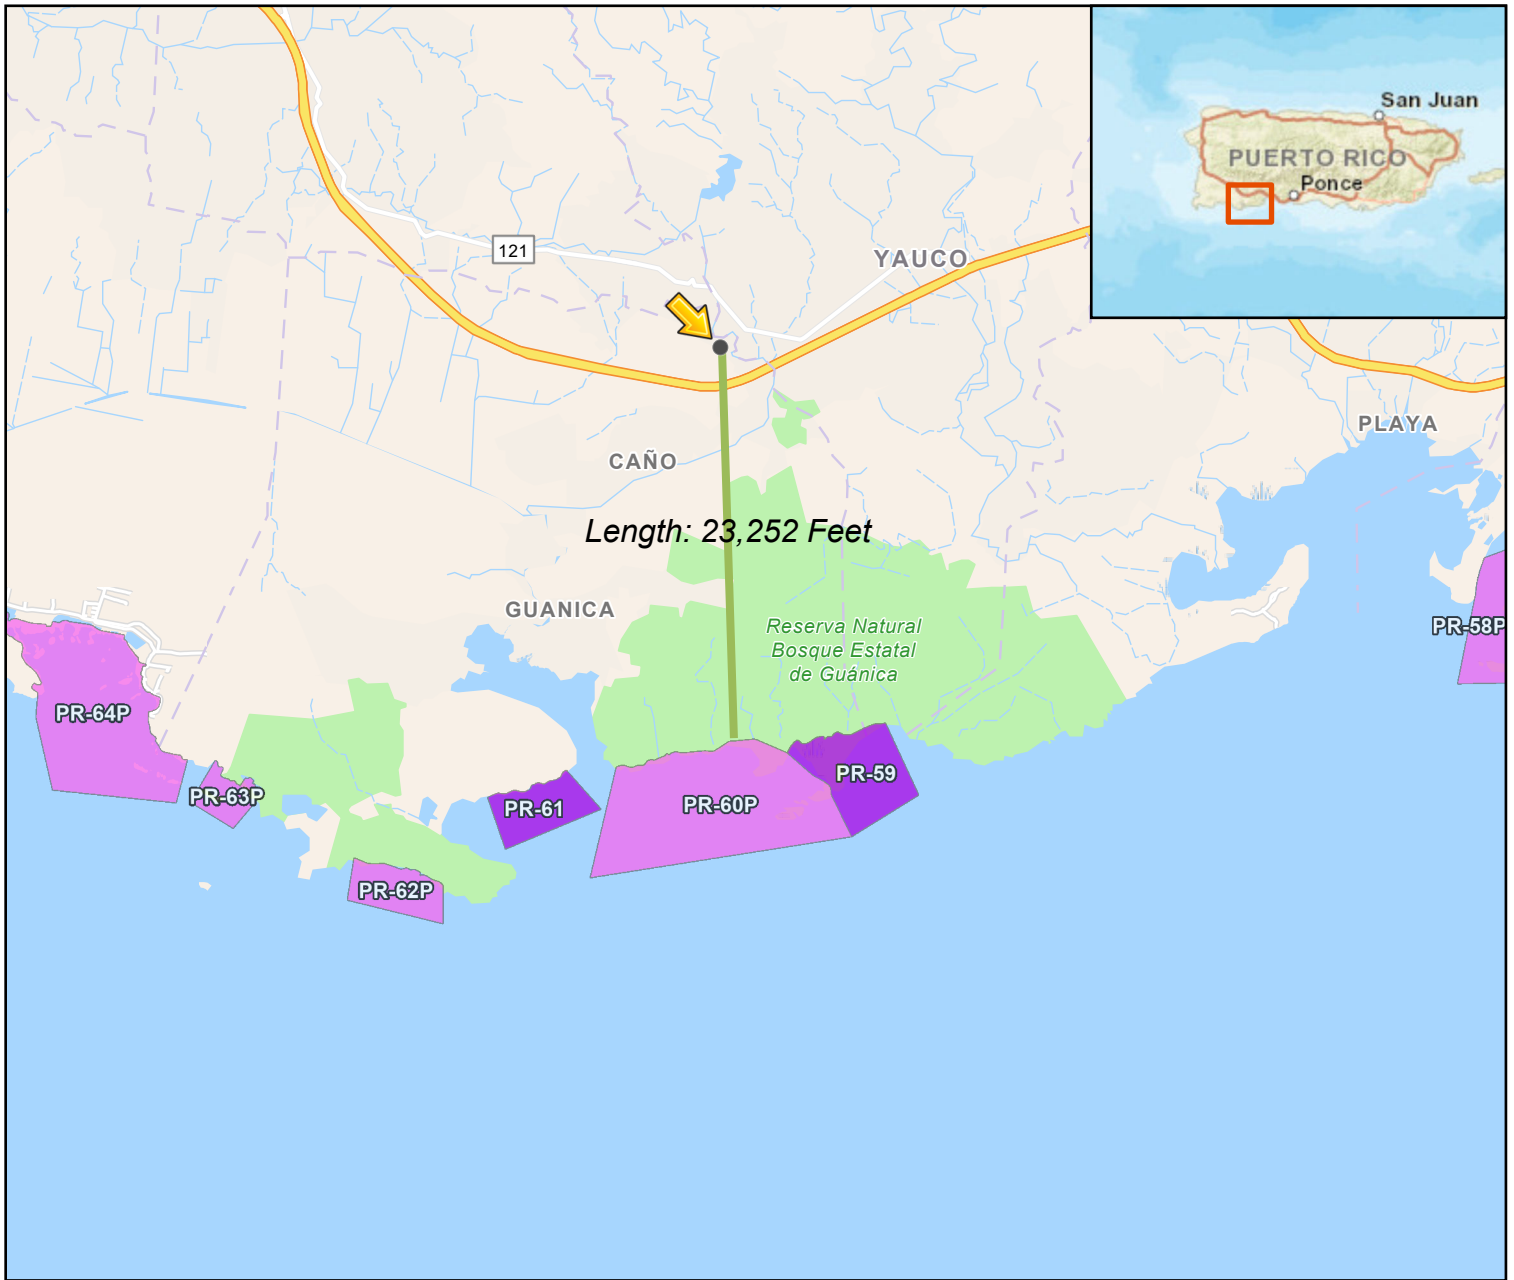 San Juan
PUERTO RICO
Ponce
121
YAUCO
PLAYA
CAÑO
Length: 23,252 Feet
GUANICA
Reserva Natural
Bosque Estatal
de Guánica
PR-58P
PR-64P
PR-59
PR-63P
PR-61
PR-60P
PR-62P